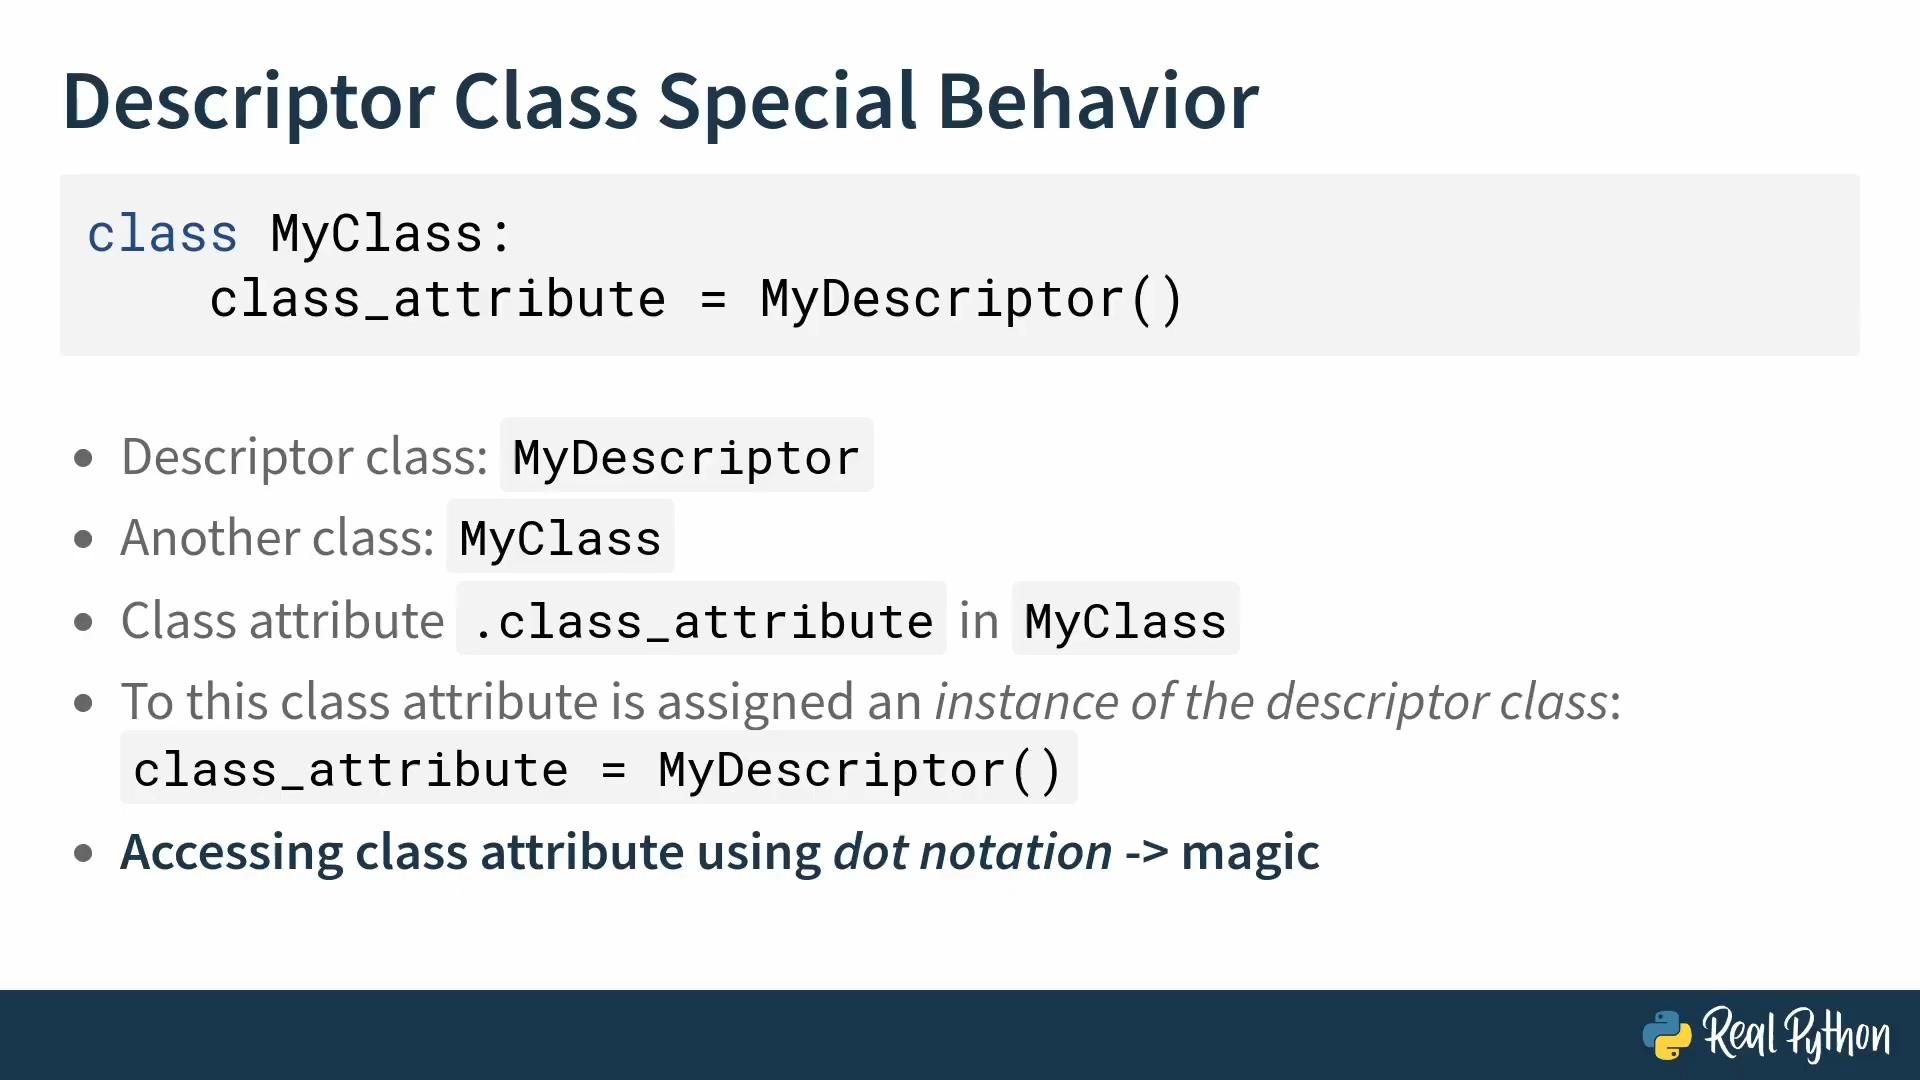 Descriptor Class Special Behavior
class MyClass:
    class_attribute = MyDescriptor()
• Descriptor class: MyDescriptor
• Another class: MyClass
• Class attribute .class_attribute in MyClass
• To this class attribute is assigned an instance of the descriptor class:
class_attribute = MyDescriptor()
• Accessing class attribute using dot notation -> magic
Real Python